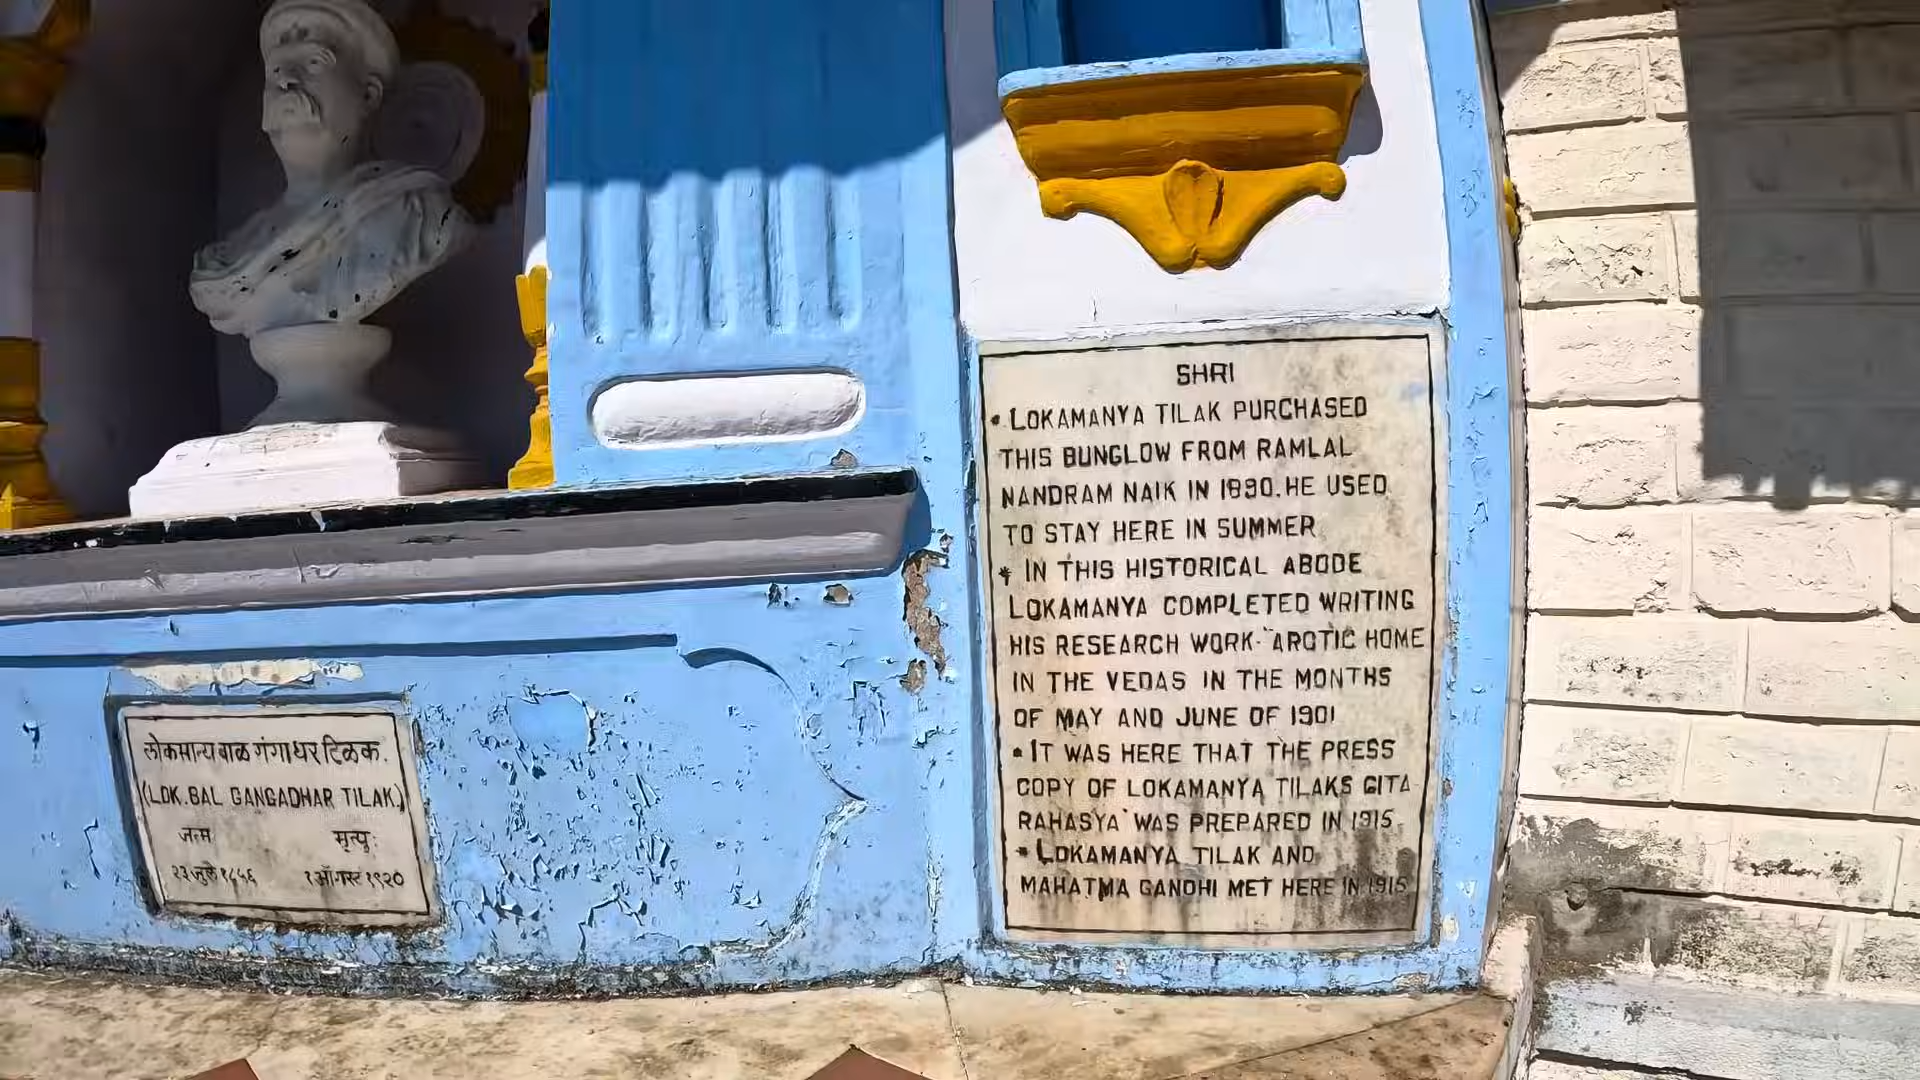 लोकमान्य बाळ गंगाधर टिळक.
(LOK. BAL GANGADHAR TILAK.)
जन्म मृत्यु:
२३ जुलै १८५६ १ ऑगस्ट १९२०
SHRI
• LOKAMANYA TILAK PURCHASED
THIS BUNGLOW FROM RAMLAL
NANDRAM NAIK IN 1890. HE USED
TO STAY HERE IN SUMMER
* IN THIS HISTORICAL ABODE
LOKAMANYA COMPLETED WRITING
HIS RESEARCH WORK- "ARCTIC HOME
IN THE VEDAS IN THE MONTHS
OF MAY AND JUNE OF 1901
• IT WAS HERE THAT THE PRESS
COPY OF LOKAMANYA TILAKS GITA
RAHASYA" WAS PREPARED IN 1915.
* LOKAMANYA TILAK AND
MAHATMA GANDHI MET HERE IN 1915